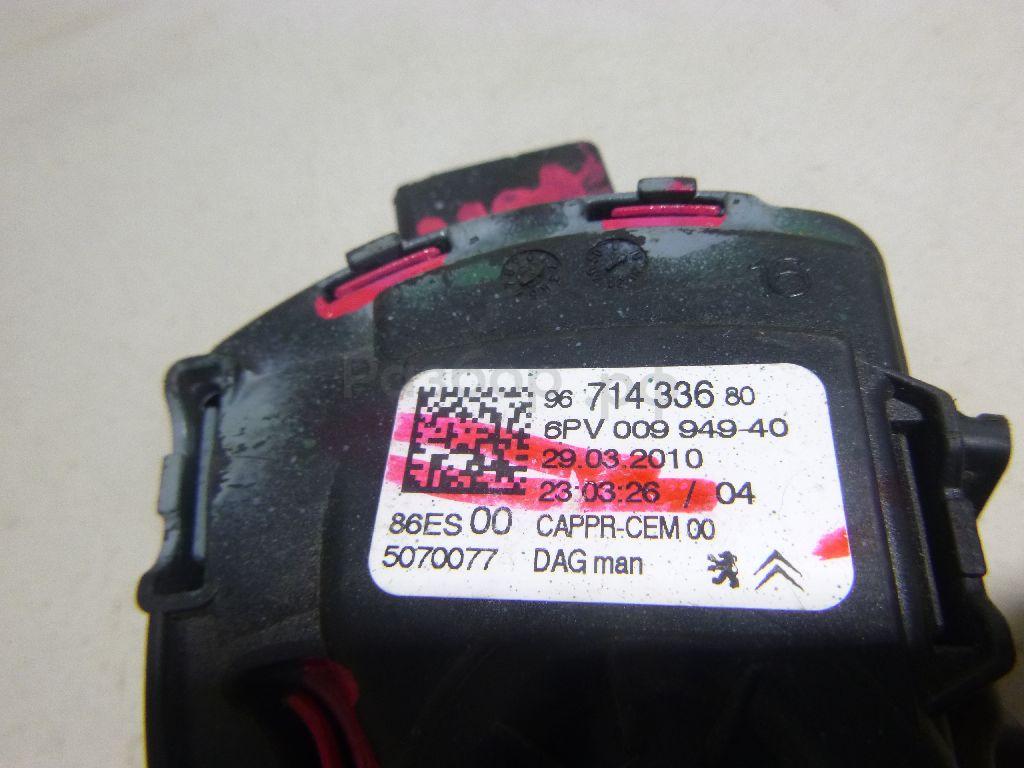 16
96 714 336 80
6PV 009 949-40
29.03.2010
23:03:26 / 04
86ES 00 CAPPR-CEM 00
5070077 DAG man